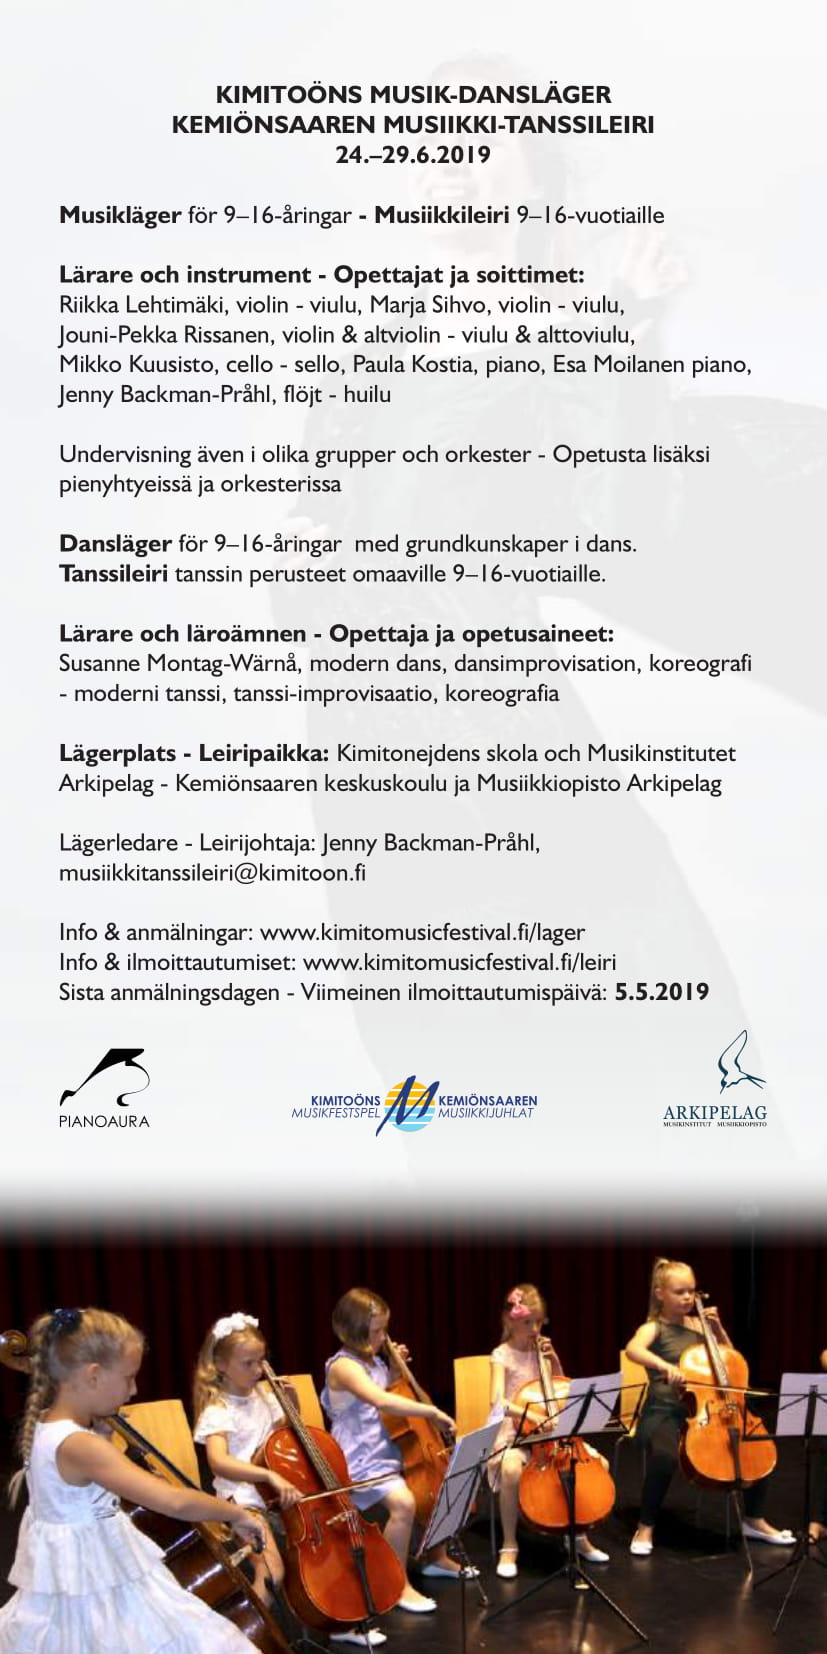 KIMITOÖNS MUSIK-DANSLÄGER
KEMIÖNSAAREN MUSIIKKI-TANSSILEIRI
24.–29.6.2019
Musikläger för 9–16-åringar - Musiikkileiri 9–16-vuotiaille
Lärare och instrument - Opettajat ja soittimet:
Riikka Lehtimäki, violin - viulu, Marja Sihvo, violin - viulu,
Jouni-Pekka Rissanen, violin & altviolin - viulu & alttoviulu,
Mikko Kuusisto, cello - sello, Paula Kostia, piano, Esa Moilanen piano,
Jenny Backman-Pråhl, flöjt - huilu
Undervisning även i olika grupper och orkester - Opetusta lisäksi
pienyhtyeissä ja orkesterissa
Dansläger för 9–16-åringar  med grundkunskaper i dans.
Tanssileiri tanssin perusteet omaaville 9–16-vuotiaille.
Lärare och läroämnen - Opettaja ja opetusaineet:
Susanne Montag-Wärnå, modern dans, dansimprovisation, koreografi
- moderni tanssi, tanssi-improvisaatio, koreografia
Lägerplats - Leiripaikka: Kimitonejdens skola och Musikinstitutet
Arkipelag - Kemiönsaaren keskuskoulu ja Musiikkiopisto Arkipelag
Lägerledare - Leirijohtaja: Jenny Backman-Pråhl,
musiikkitanssileiri@kimitoon.fi
Info & anmälningar: www.kimitomusicfestival.fi/lager
Info & ilmoittautumiset: www.kimitomusicfestival.fi/leiri
Sista anmälningsdagen - Viimeinen ilmoittautumispäivä: 5.5.2019
PIANOAURA
KIMITOÖNS M KEMIÖNSAAREN
MUSIKFESTSPEL MUSIIKKIJUHLAT
ARKIPELAG
MUSIKINSTITUT MUSIIKKIOPISTO